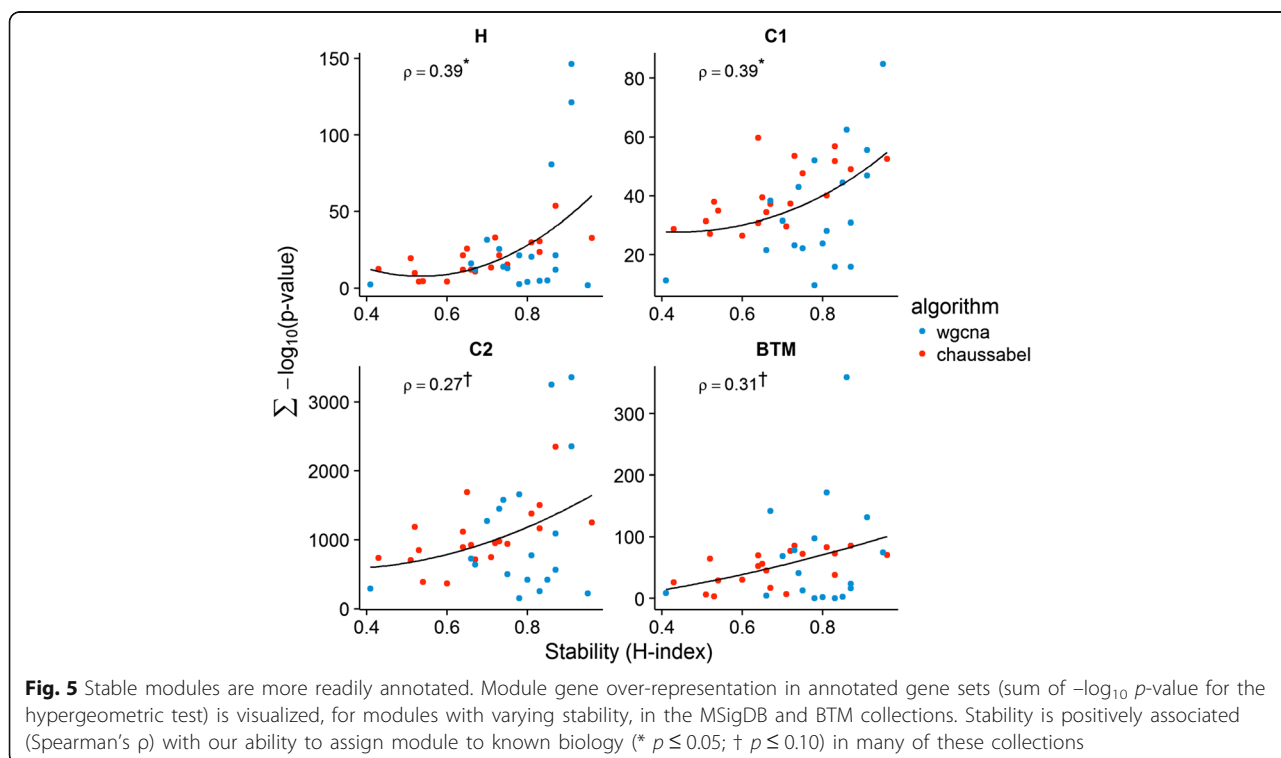 H
C1
150
100
50
0
ρ = 0.39*
80
60
40
20
ρ = 0.39*
0.4 0.6 0.8
0.4 0.6 0.8
algorithm
wgcna
chaussabel
∑ −log10(p-value)
C2
BTM
3000
2000
1000
0
ρ = 0.27†
300
200
100
0
ρ = 0.31†
0.4 0.6 0.8
0.4 0.6 0.8
Stability (H-index)
Fig. 5 Stable modules are more readily annotated. Module gene over-representation in annotated gene sets (sum of –log10 p-value for the
hypergeometric test) is visualized, for modules with varying stability, in the MSigDB and BTM collections. Stability is positively associated
(Spearman's ρ) with our ability to assign module to known biology (* p ≤ 0.05; † p ≤ 0.10) in many of these collections